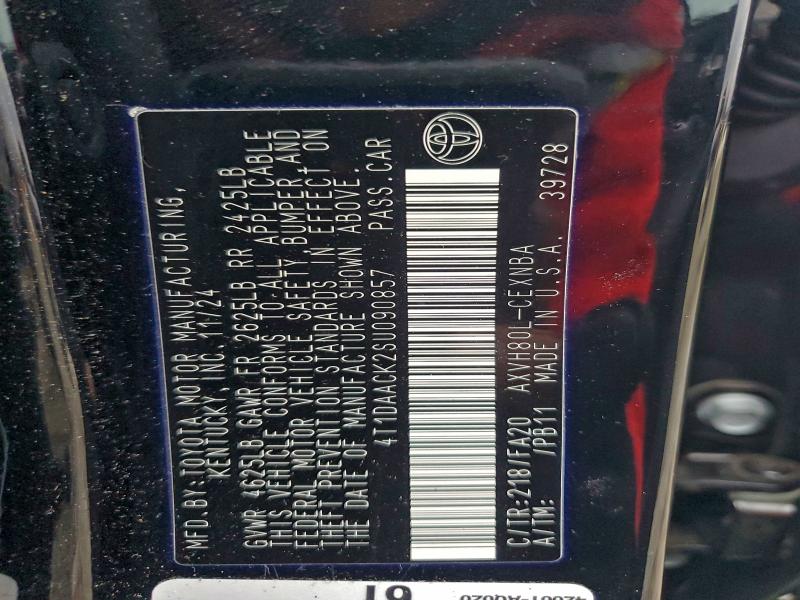 MFD. BY: TOYOTA MOTOR MANUFACTURING,
KENTUCKY INC. 11/24
GVWR 4625LB GAWR FR 2625LB RR 2425LB
THIS VEHICLE CONFORMS TO ALL APPLICABLE
FEDERAL MOTOR VEHICLE SAFETY, BUMPER, AND
THEFT PREVENTION STANDARDS IN EFFECT ON
THE DATE OF MANUFACTURE SHOWN ABOVE.
4T1DAACK2SU090857 PASS CAR
C/TR: 218/FA20 AXVH80L-CEXNBA
A/TM: /PB11 MADE IN U.S.A. 39728
61